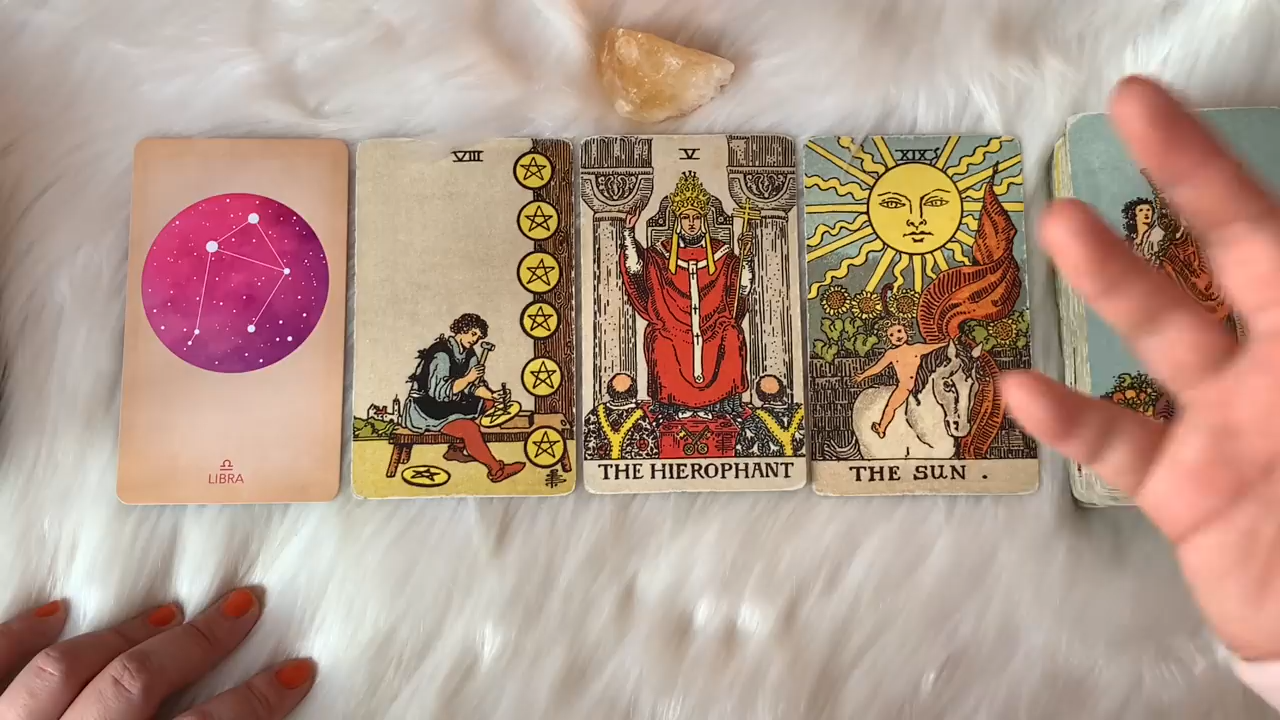 ♎
LIBRA
VIII
V
THE HIEROPHANT
XIX
THE SUN .